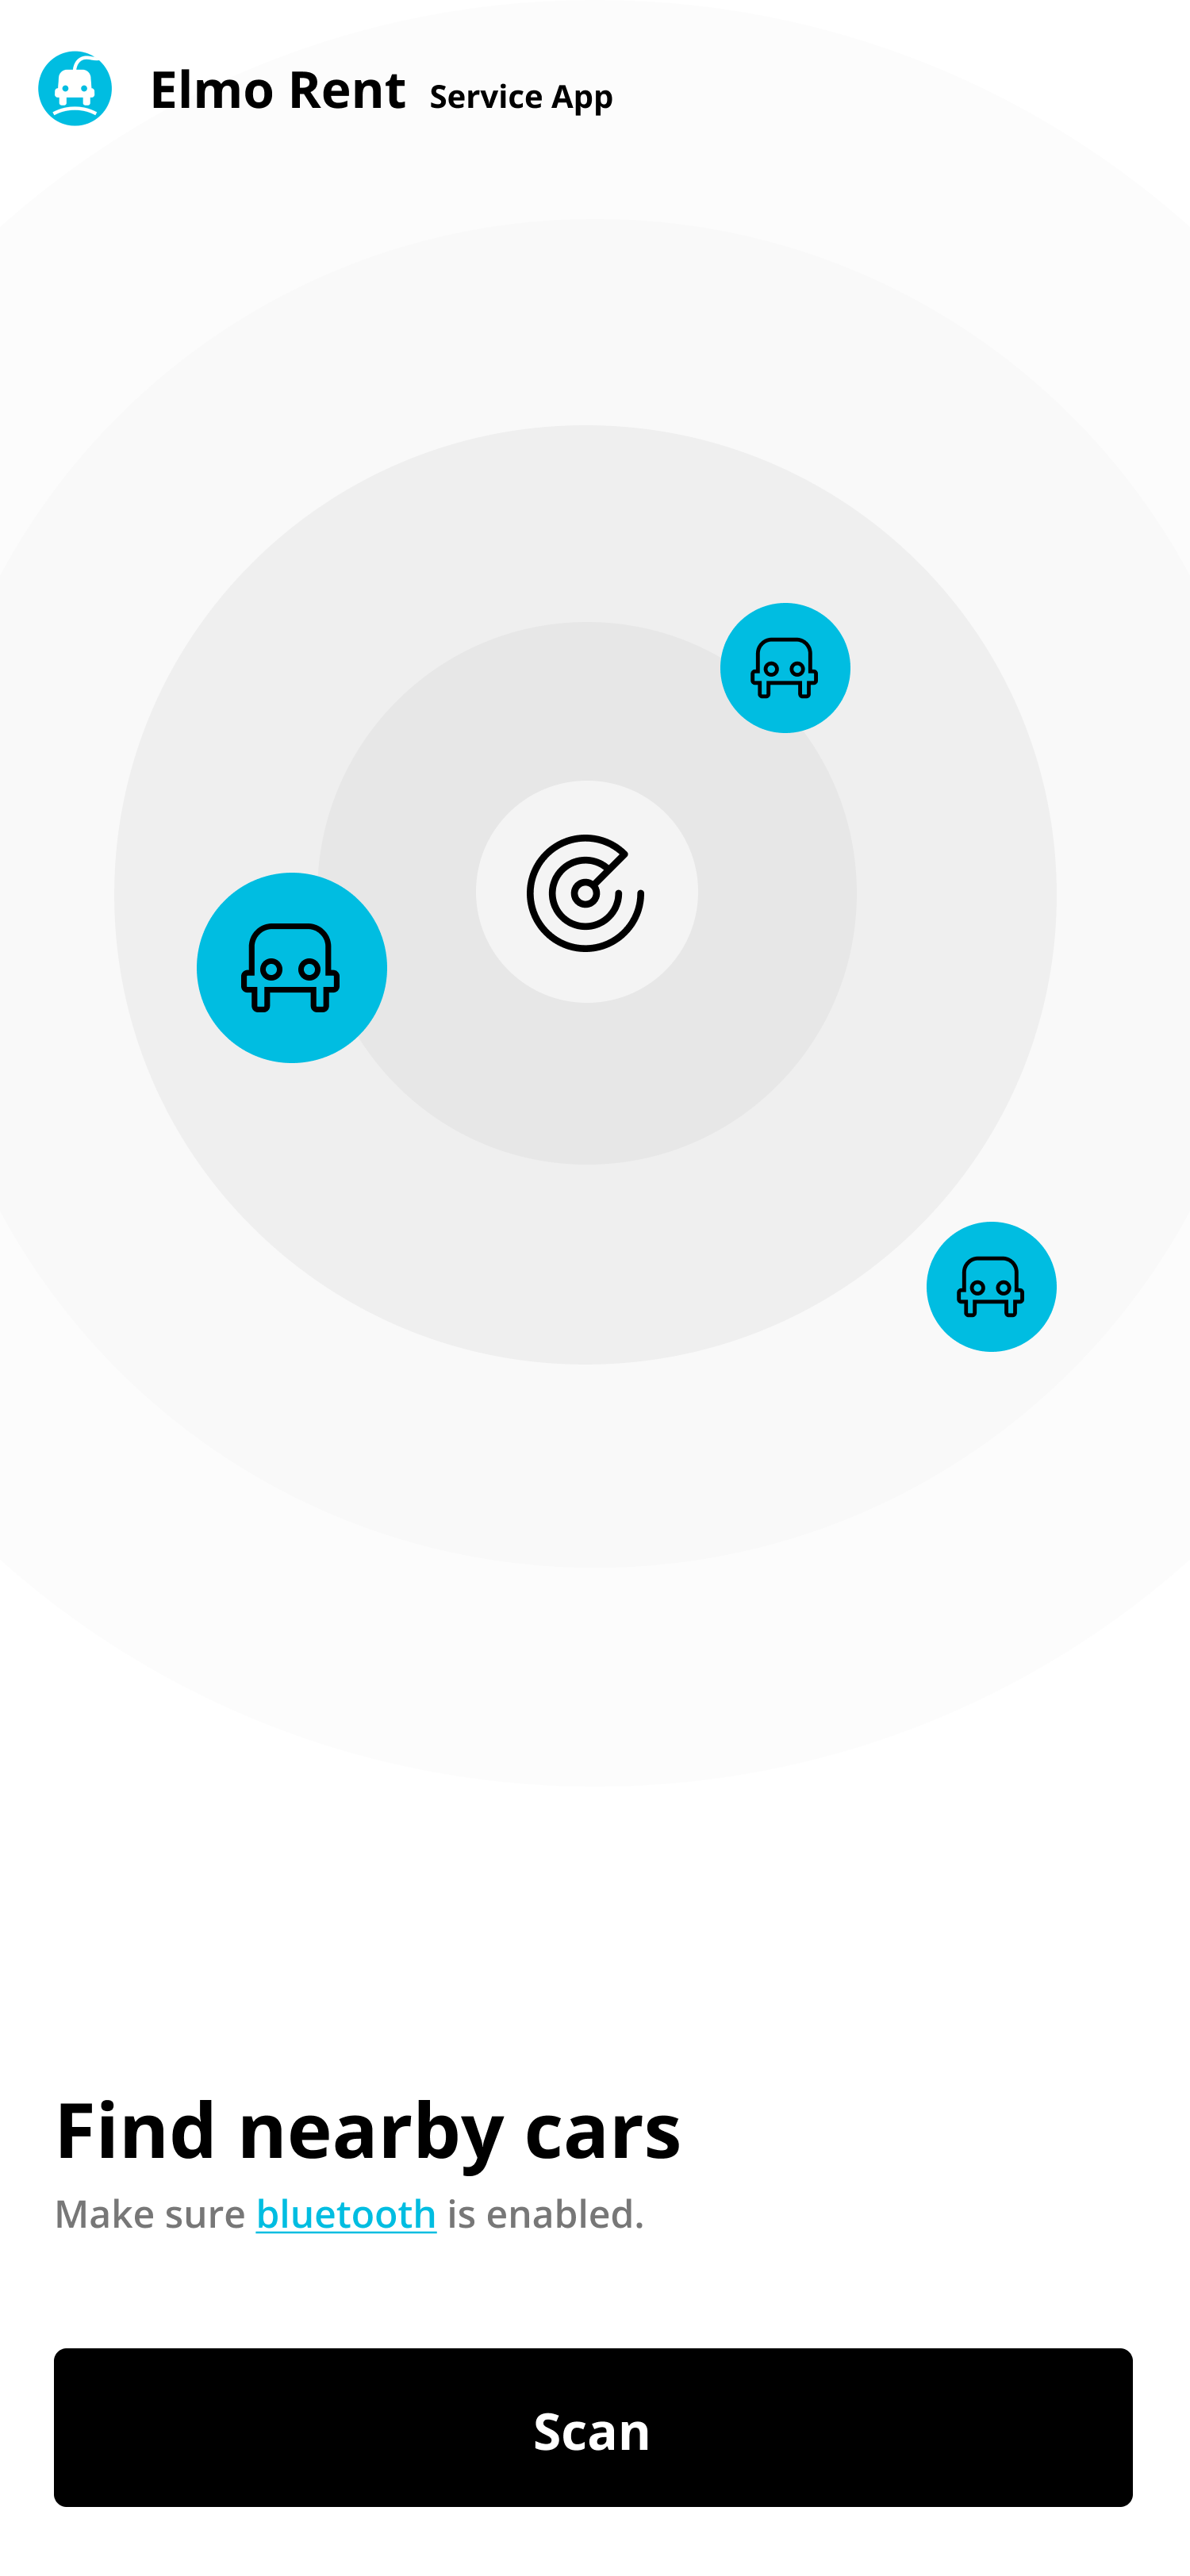 Elmo Rent Service App
Find nearby cars
Make sure bluetooth is enabled.
Scan